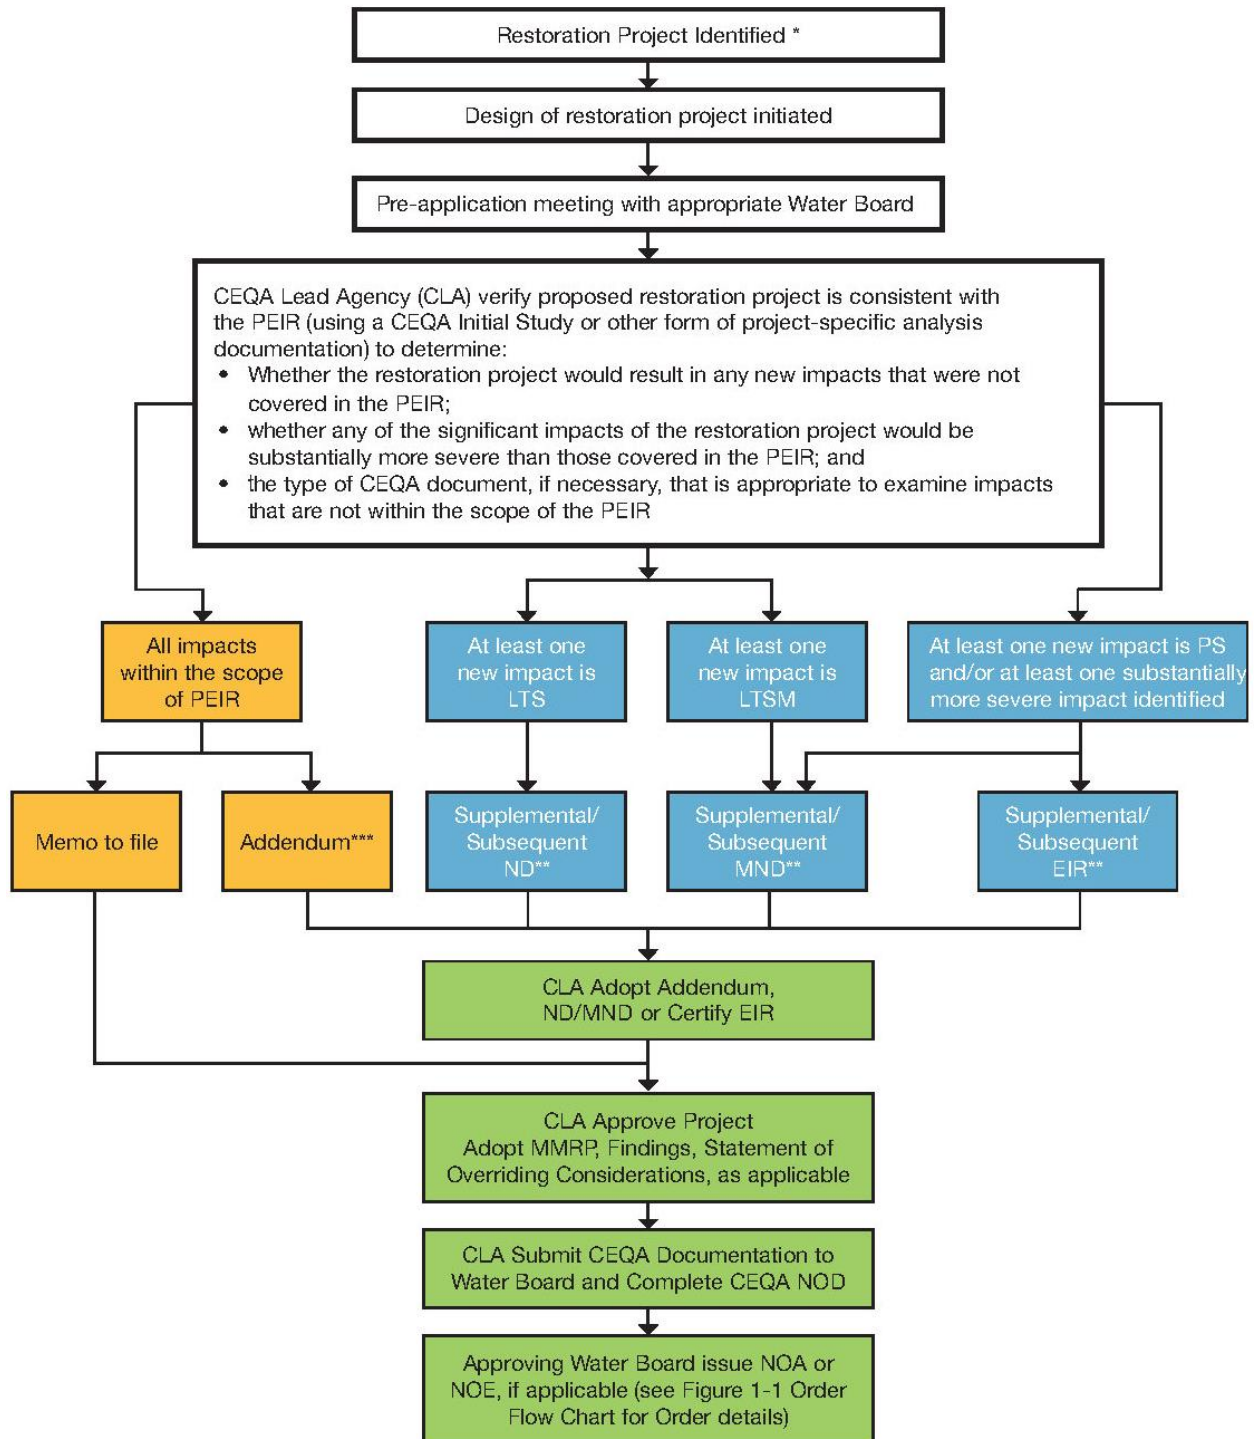 Restoration Project Identified *
Design of restoration project initiated
Pre-application meeting with appropriate Water Board
CEQA Lead Agency (CLA) verify proposed restoration project is consistent with
the PEIR (using a CEQA Initial Study or other form of project-specific analysis
documentation) to determine:
• Whether the restoration project would result in any new impacts that were not
covered in the PEIR;
• whether any of the significant impacts of the restoration project would be
substantially more severe than those covered in the PEIR; and
• the type of CEQA document, if necessary, that is appropriate to examine impacts
that are not within the scope of the PEIR
All impacts
within the scope
of PEIR
At least one
new impact is
LTS
At least one
new impact is
LTSM
At least one new impact is PS
and/or at least one substantially
more severe impact identified
Memo to file
Addendum***
Supplemental/
Subsequent
ND**
Supplemental/
Subsequent
MND**
Supplemental/
Subsequent
EIR**
CLA Adopt Addendum,
ND/MND or Certify EIR
CLA Approve Project
Adopt MMRP, Findings, Statement of
Overriding Considerations, as applicable
CLA Submit CEQA Documentation to
Water Board and Complete CEQA NOD
Approving Water Board issue NOA or
NOE, if applicable (see Figure 1-1 Order
Flow Chart for Order details)